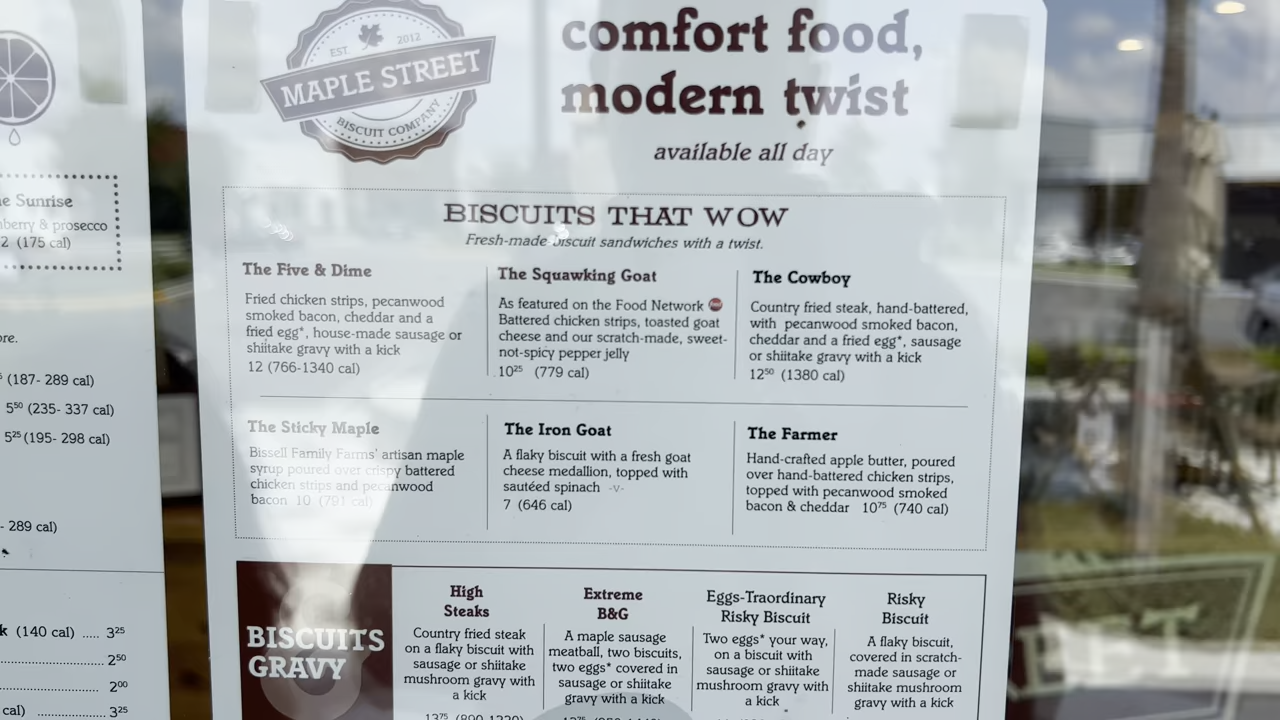 EST. 2012
MAPLE STREET
BISCUIT COMPANY
comfort food,
modern twist
available all day
BISCUITS THAT WOW
Fresh-made biscuit sandwiches with a twist.
The Five & Dime
Fried chicken strips, pecanwood
smoked bacon, cheddar and a
fried egg*, house-made sausage or
shiitake gravy with a kick
12 (766-1340 cal)
The Squawking Goat
As featured on the Food Network
Battered chicken strips, toasted goat
cheese and our scratch-made, sweet-
not-spicy pepper jelly
10²⁵ (779 cal)
The Cowboy
Country fried steak, hand-battered,
with pecanwood smoked bacon,
cheddar and a fried egg*, sausage
or shiitake gravy with a kick
12⁵⁰ (1380 cal)
The Sticky Maple
Bissell Family Farms' artisan maple
syrup poured over crispy battered
chicken strips and pecanwood
bacon 10 (791 cal)
The Iron Goat
A flaky biscuit with a fresh goat
cheese medallion, topped with
sautéed spinach -v-
7 (646 cal)
The Farmer
Hand-crafted apple butter, poured
over hand-battered chicken strips,
topped with pecanwood smoked
bacon & cheddar 10⁷⁵ (740 cal)
BISCUITS
GRAVY
High
Steaks
Country fried steak
on a flaky biscuit with
sausage or shiitake
mushroom gravy with
a kick
Extreme
B&G
A maple sausage
meatball, two biscuits,
two eggs* covered in
sausage or shiitake
gravy with a kick
Eggs-Traordinary
Risky Biscuit
Two eggs* your way,
on a biscuit with
sausage or shiitake
mushroom gravy with
a kick
Risky
Biscuit
A flaky biscuit,
covered in scratch-
made sausage or
shiitake mushroom
gravy with a kick
Sunrise
& prosecco
(175 cal)
(187- 289 cal)
5⁵⁰ (235- 337 cal)
5²⁵ (195- 298 cal)
289 cal)
(140 cal) ..... 3²⁵
2⁵⁰
2⁰⁰
cal) ..... 3²⁵